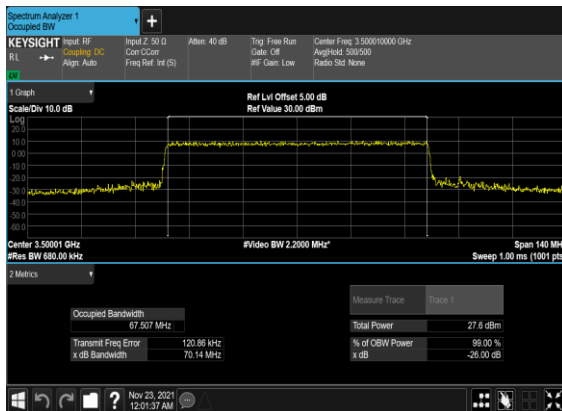 Spectrum Analyzer 1
Occupied BW
KEYSIGHT Input: RF Input Z: 50 Ω Atten: 40 dB Trig: Free Run Center Freq: 3.500010000 GHz
RL Coupling: DC Corr CCorr Gate: Off Avg|Hold: 500/500
Align: Auto Freq Ref: Int (S) #IF Gain: Low Radio Std: None
1 Graph
Scale/Div 10.0 dB
Ref Lvl Offset 5.00 dB
Ref Value 30.00 dBm
Log
20.0
10.0
0.00
-10.0
-20.0
-30.0
-40.0
-50.0
-60.0
Center 3.50001 GHz #Video BW 2.2000 MHz* Span 140 MH
#Res BW 680.00 kHz Sweep 1.00 ms (1001 pts
2 Metrics
Measure Trace Trace 1
Occupied Bandwidth
67.507 MHz
Total Power 27.6 dBm
Transmit Freq Error 120.86 kHz % of OBW Power 99.00 %
x dB Bandwidth 70.14 MHz x dB -26.00 dB
Nov 23, 2021
12:01:37 AM